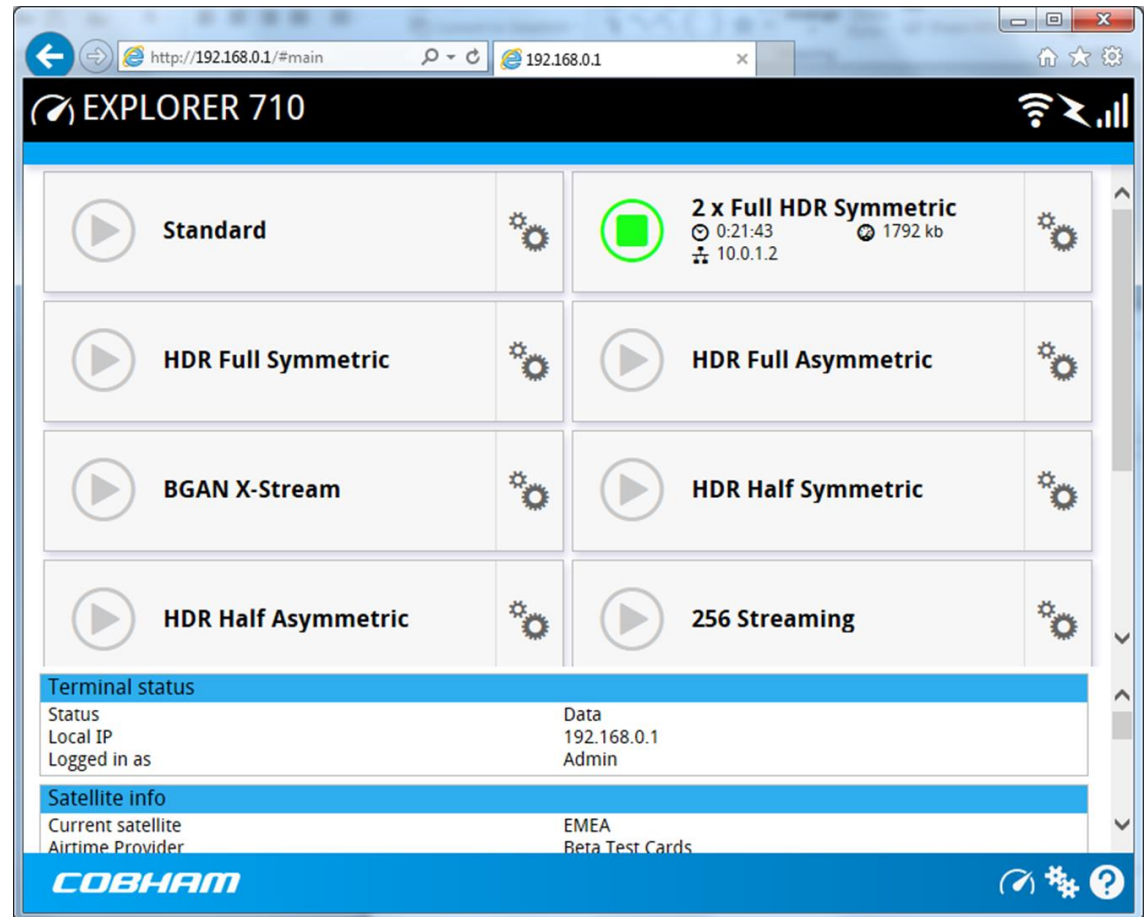 http://192.168.0.1/#main
192.168.0.1
EXPLORER 710
Standard
2 x Full HDR Symmetric
0:21:43 1792 kb
10.0.1.2
HDR Full Symmetric
HDR Full Asymmetric
BGAN X-Stream
HDR Half Symmetric
HDR Half Asymmetric
256 Streaming
Terminal status
Status Data
Local IP 192.168.0.1
Logged in as Admin
Satellite info
Current satellite EMEA
Airtime Provider Beta Test Cards
COBHAM